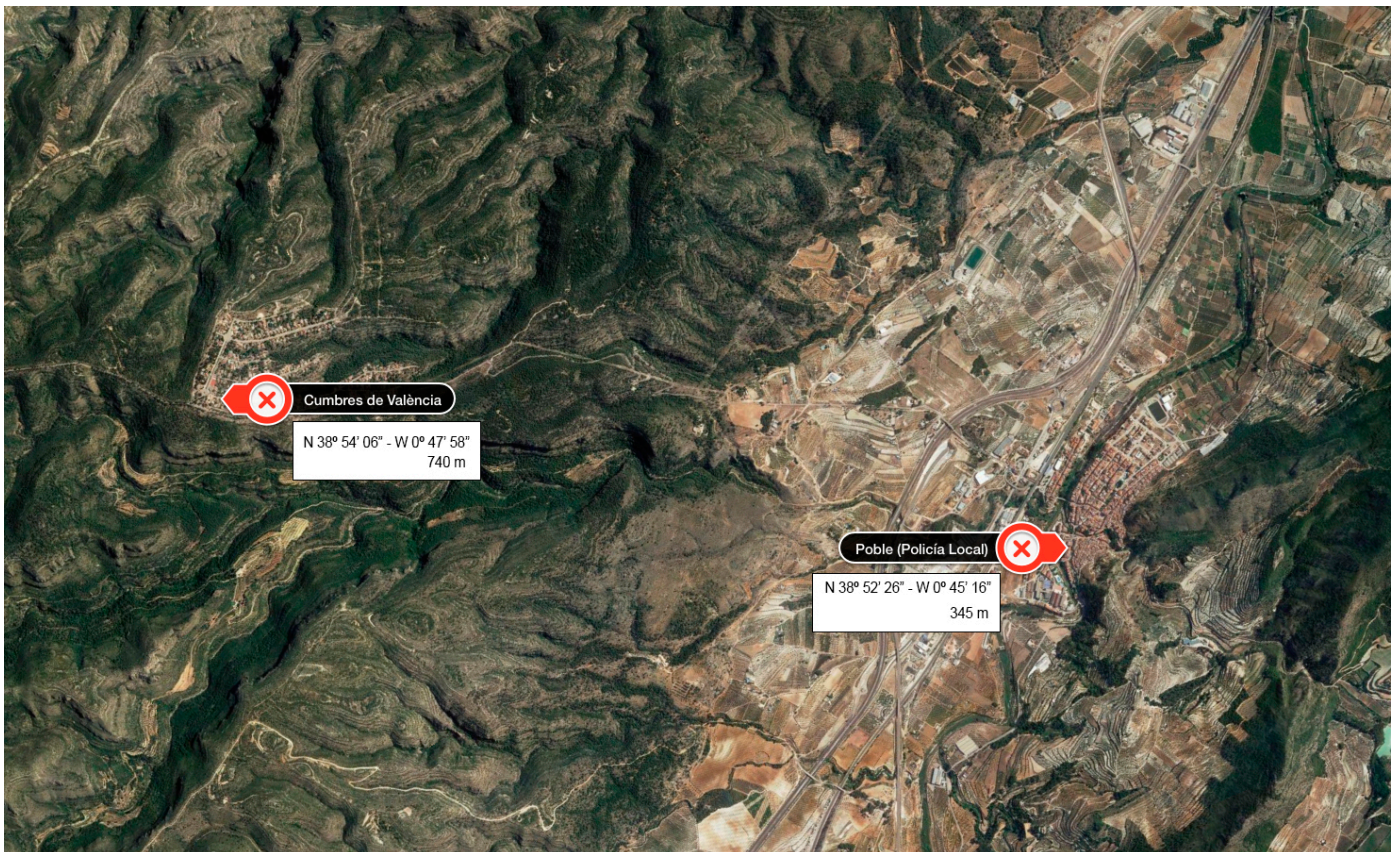 Cumbres de València
N 38º 54’ 06” - W 0º 47’ 58”
740 m
Poble (Policía Local)
N 38º 52’ 26” - W 0º 45’ 16”
345 m